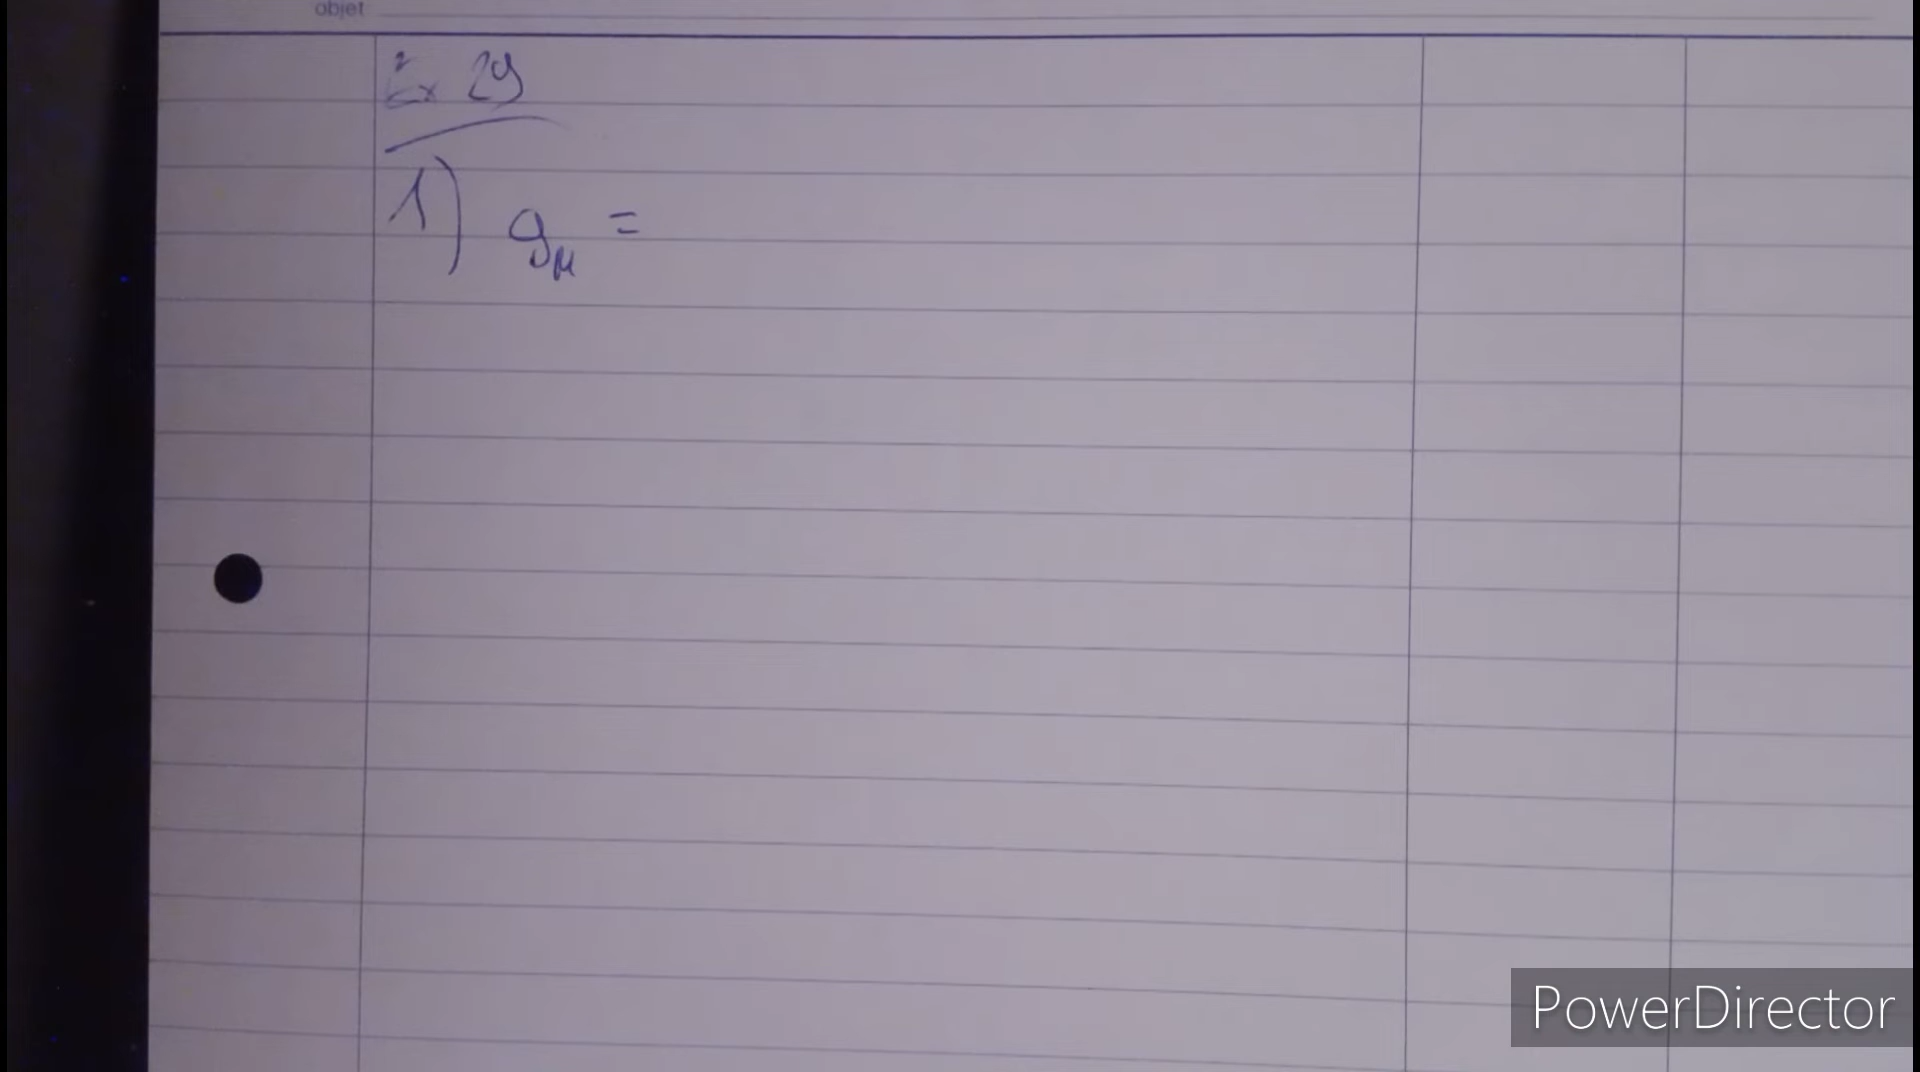 objet
Ex 29
1) g_M =
PowerDirector